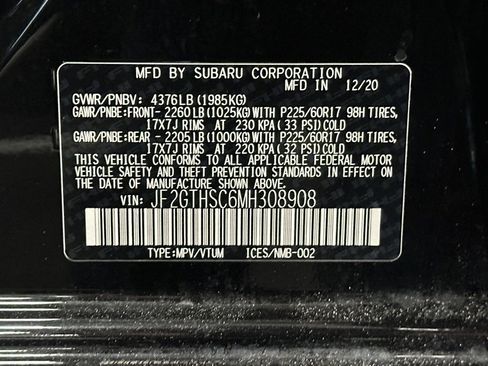 MFD BY SUBARU CORPORATION
MFD IN 12/20
GVWR/PNBV: 4376LB (1985KG)
GAWR/PNBE:FRONT- 2260LB(1025KG)WITH P225/60R17 98H TIRES,
17X7J RIMS AT 230 KPA(33 PSI)COLD
GAWR/PNBE:REAR - 2205LB(1000KG)WITH P225/60R17 98H TIRES,
17X7J RIMS AT 220 KPA(32 PSI)COLD
THIS VEHICLE CONFORMS TO ALL APPLICABLE FEDERAL MOTOR
VEHICLE SAFETY AND THEFT PREVENTION STANDARDS IN EFFECT
ON THE DATE OF MANUFACTURE SHOWN ABOVE
VIN: JF2GTHSC6MH308908
TYPE:MPV/VTUM ICES/NMB-002